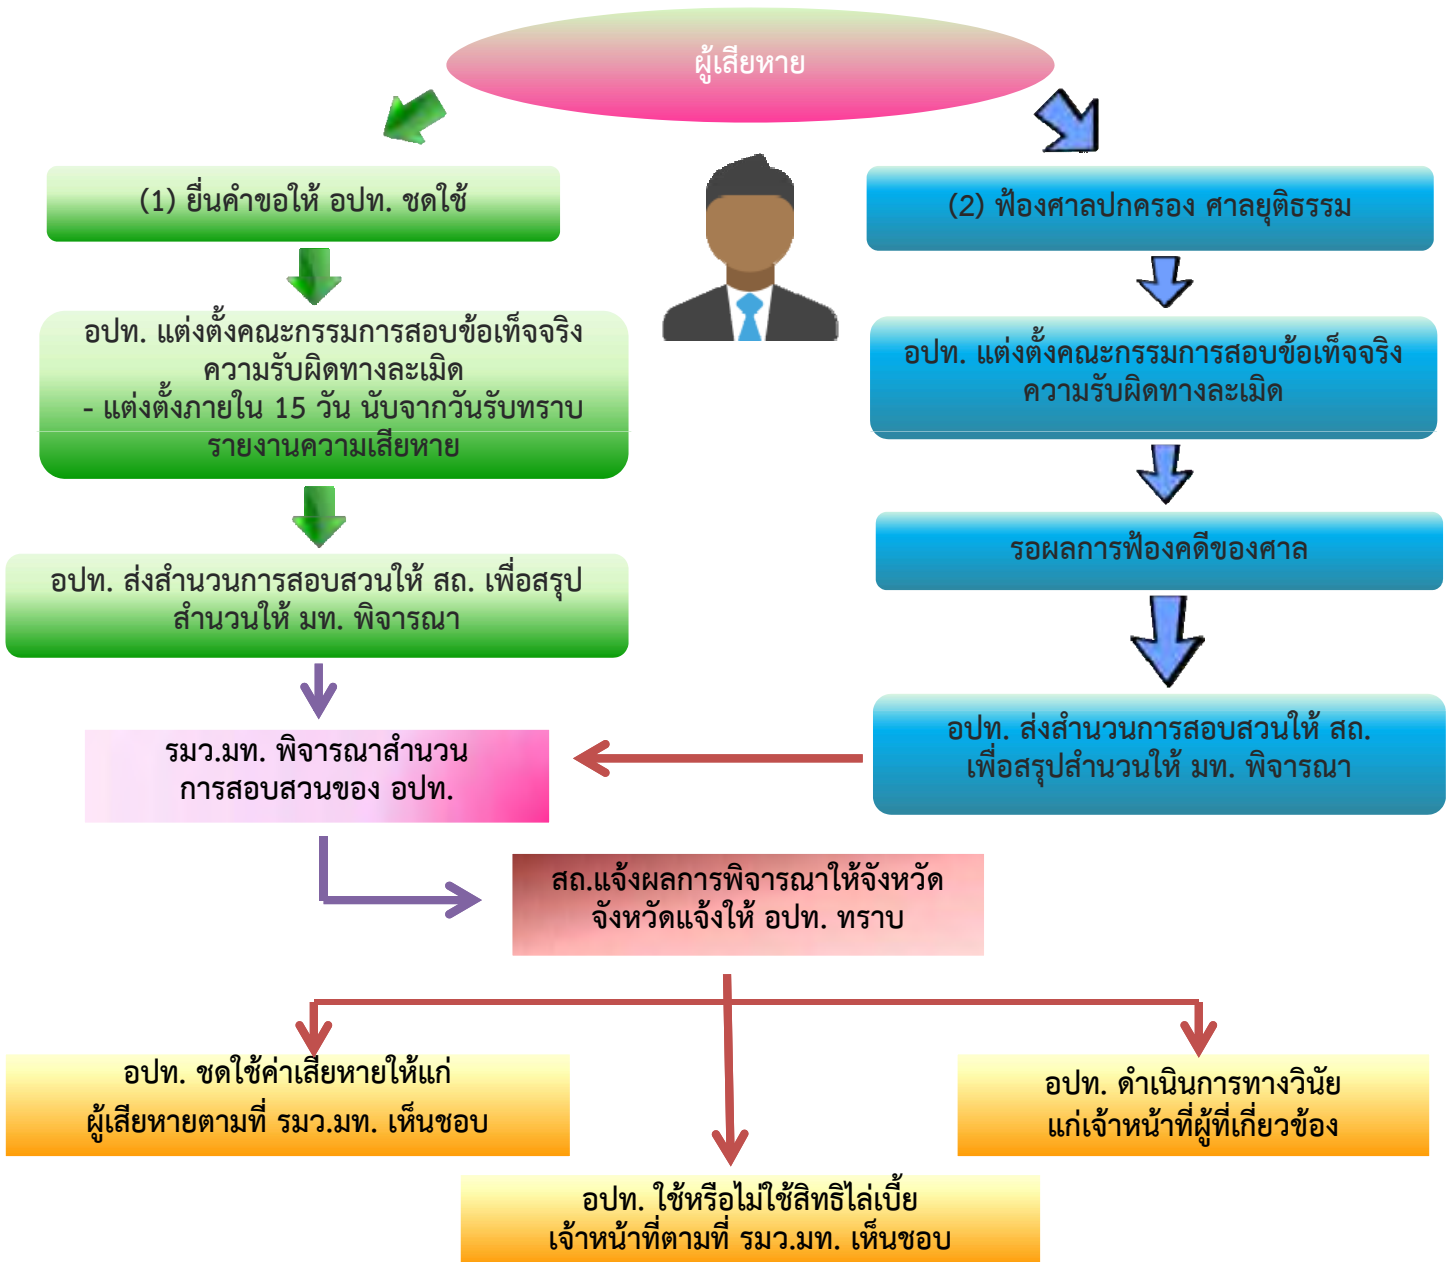 ผู้เสียหาย
(1) ยื่นคำขอให้ อปท. ชดใช้
(2) ฟ้องศาลปกครอง ศาลยุติธรรม
อปท. แต่งตั้งคณะกรรมการสอบข้อเท็จจริง
ความรับผิดทางละเมิด
- แต่งตั้งภายใน 15 วัน นับจากวันรับทราบ
รายงานความเสียหาย
อปท. แต่งตั้งคณะกรรมการสอบข้อเท็จจริง
ความรับผิดทางละเมิด
รอผลการฟ้องคดีของศาล
อปท. ส่งสำนวนการสอบสวนให้ สถ. เพื่อสรุป
สำนวนให้ มท. พิจารณา
อปท. ส่งสำนวนการสอบสวนให้ สถ.
เพื่อสรุปสำนวนให้ มท. พิจารณา
รมว.มท. พิจารณาสำนวน
การสอบสวนของ อปท.
สถ.แจ้งผลการพิจารณาให้จังหวัด
จังหวัดแจ้งให้ อปท. ทราบ
อปท. ชดใช้ค่าเสียหายให้แก่
ผู้เสียหายตามที่ รมว.มท. เห็นชอบ
อปท. ดำเนินการทางวินัย
แก่เจ้าหน้าที่ผู้ที่เกี่ยวข้อง
อปท. ใช้หรือไม่ใช้สิทธิไล่เบี้ย
เจ้าหน้าที่ตามที่ รมว.มท. เห็นชอบ